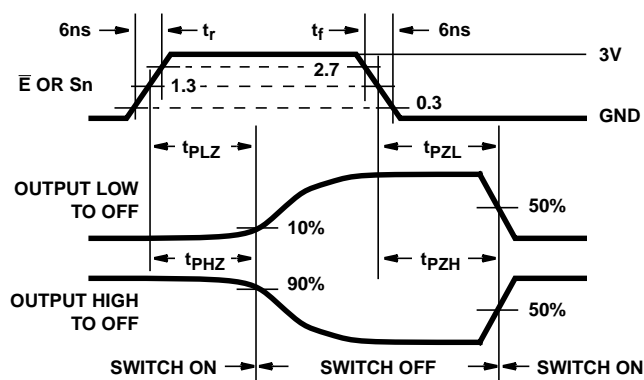 6ns tr tf 6ns
3V
2.7
E̅ OR Sn 1.3
0.3
GND
tPLZ tPZL
OUTPUT LOW
TO OFF
10% 50%
tPHZ tPZH
90%
OUTPUT HIGH
TO OFF
50%
SWITCH ON SWITCH OFF SWITCH ON